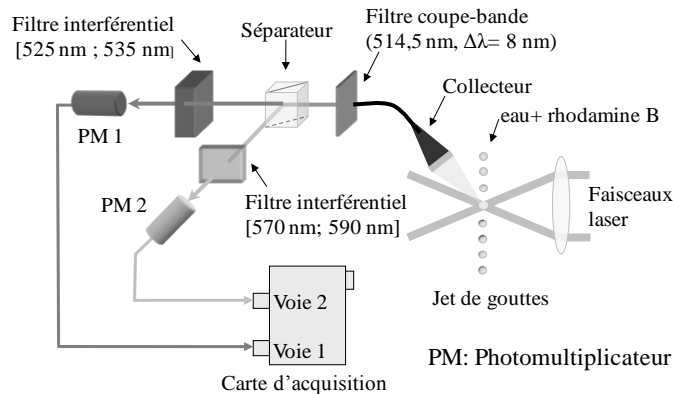 Filtre interférentiel
[525 nm ; 535 nm]
Séparateur
Filtre coupe-bande
(514,5 nm, Δλ= 8 nm)
Collecteur
eau+ rhodamine B
PM 1
PM 2
Filtre interférentiel
[570 nm; 590 nm]
Faisceaux
laser
Voie 2
Voie 1
Jet de gouttes
PM: Photomultiplicateur
Carte d’acquisition